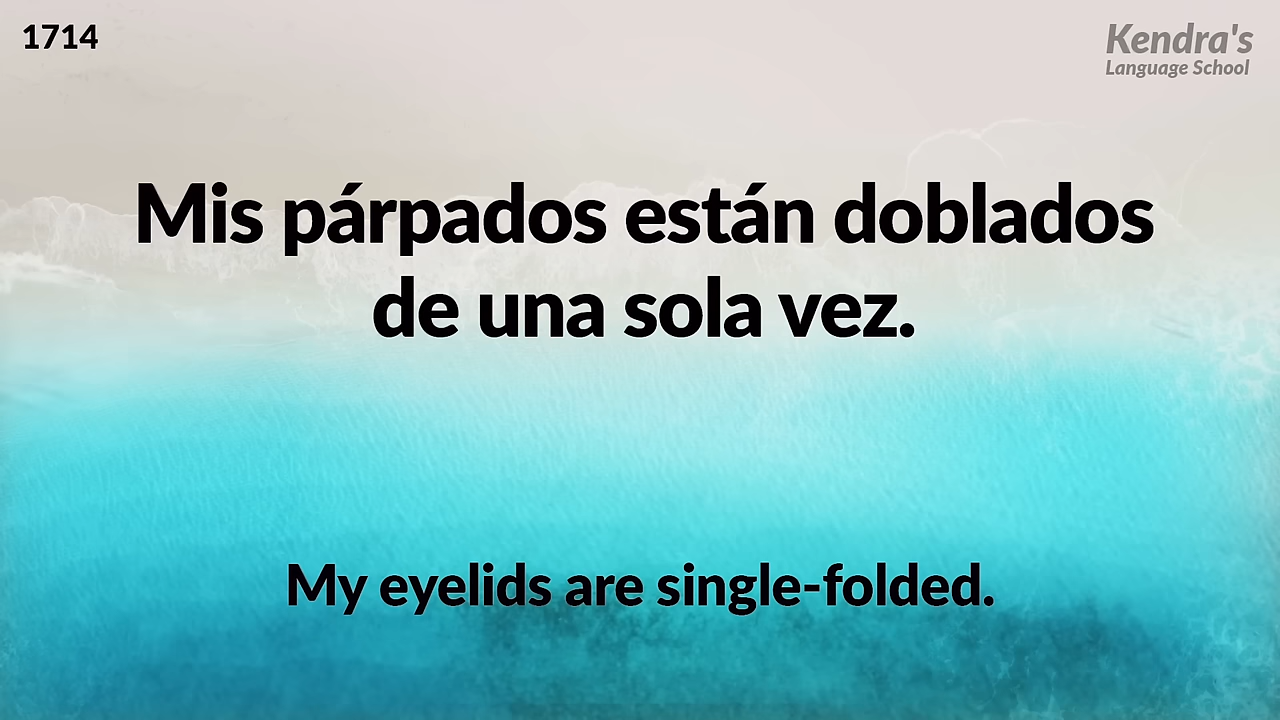 1714
Kendra's
Language School
Mis párpados están doblados
de una sola vez.
My eyelids are single-folded.